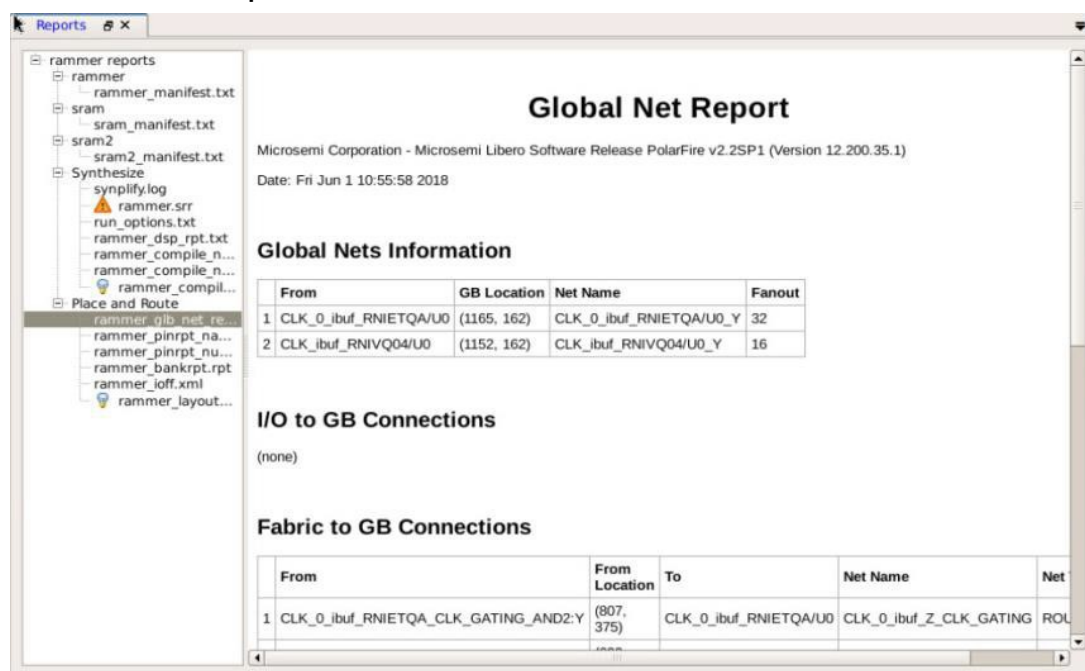 Reports
rammer reports
rammer
rammer_manifest.txt
sram
sram_manifest.txt
sram2
sram2_manifest.txt
Synthesize
synplify.log
rammer.srr
run_options.txt
rammer_dsp_rpt.txt
rammer_compile_n...
rammer_compile_n...
rammer_compil...
Place and Route
rammer_glb_net_re...
rammer_pinrpt_na...
rammer_pinrpt_nu...
rammer_bankrpt.rpt
rammer_ioff.xml
rammer_layout...
Global Net Report
Microsemi Corporation - Microsemi Libero Software Release PolarFire v2.2SP1 (Version 12.200.35.1)
Date: Fri Jun 1 10:55:58 2018
Global Nets Information
From GB Location Net Name Fanout
1 CLK_0_ibuf_RNIETQA/U0 (1165, 162) CLK_0_ibuf_RNIETQA/U0_Y 32
2 CLK_ibuf_RNIVQ04/U0 (1152, 162) CLK_ibuf_RNIVQ04/U0_Y 16
I/O to GB Connections
(none)
Fabric to GB Connections
From From Location To Net Name Net
1 CLK_0_ibuf_RNIETQA_CLK_GATING_AND2:Y (807, 375) CLK_0_ibuf_RNIETQA/U0 CLK_0_ibuf_Z_CLK_GATING ROU